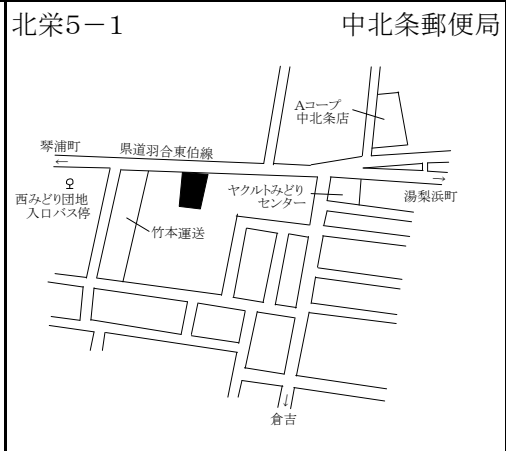 北栄5－1
中北条郵便局
Aコープ
中北条店
琴浦町
←
県道羽合東伯線
→
湯梨浜町
西みどり団地
入口バス停
ヤクルトみどり
センター
竹本運送
↓
倉吉